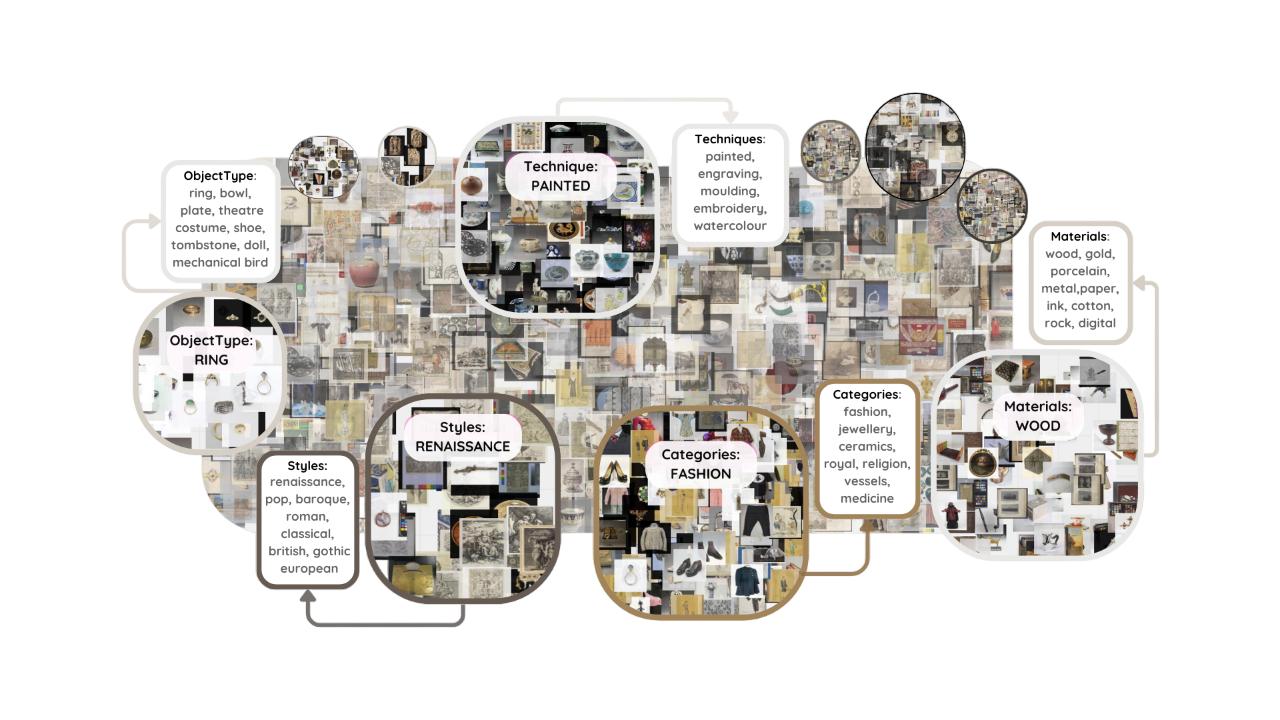 ObjectType:
ring, bowl,
plate, theatre
costume, shoe,
tombstone, doll,
mechanical bird
ObjectType:
RING
Technique:
PAINTED
Techniques:
painted,
engraving,
moulding,
embroidery,
watercolour
Materials:
wood, gold,
porcelain,
metal,paper,
ink, cotton,
rock, digital
Materials:
WOOD
Styles:
RENAISSANCE
Styles:
renaissance,
pop, baroque,
roman,
classical,
british, gothic
european
Categories:
FASHION
Categories:
fashion,
jewellery,
ceramics,
royal, religion,
vessels,
medicine